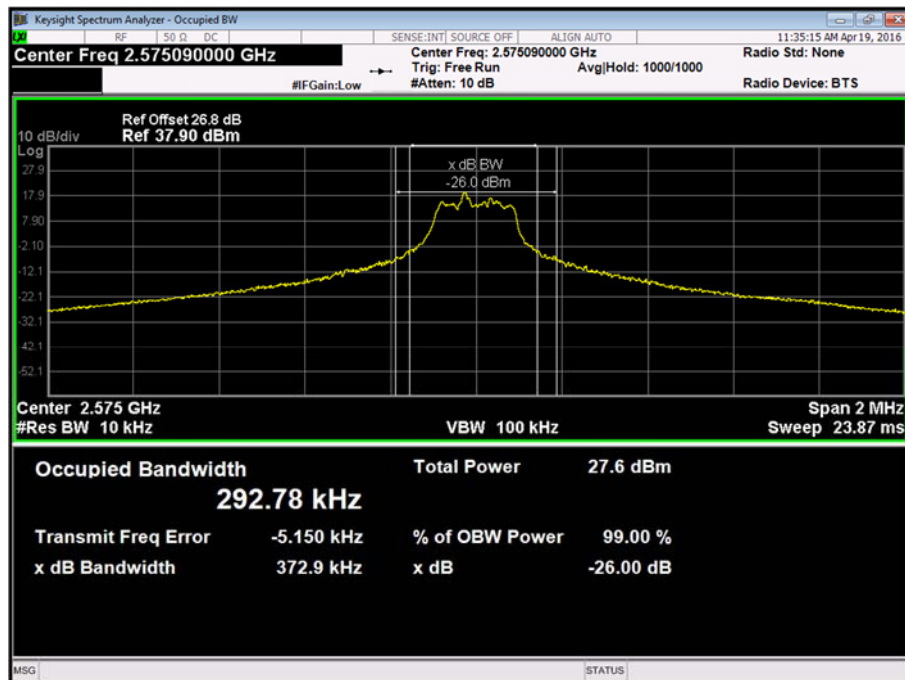 Keysight Spectrum Analyzer - Occupied BW
LXI RF 50 Ω DC SENSE:INT SOURCE OFF ALIGN AUTO 11:35:15 AM Apr 19, 2016
Center Freq 2.575090000 GHz Center Freq: 2.575090000 GHz Radio Std: None
Trig: Free Run Avg|Hold: 1000/1000
#IFGain:Low #Atten: 10 dB Radio Device: BTS
Ref Offset 26.8 dB
10 dB/div Ref 37.90 dBm
Log
x dB BW
27.9
-26.0 dBm
17.9
7.90
-2.10
-12.1
-22.1
-32.1
-42.1
-52.1
Center 2.575 GHz Span 2 MHz
#Res BW 10 kHz VBW 100 kHz Sweep 23.87 ms
Occupied Bandwidth Total Power 27.6 dBm
292.78 kHz
Transmit Freq Error -5.150 kHz % of OBW Power 99.00 %
x dB Bandwidth 372.9 kHz x dB -26.00 dB
MSG STATUS